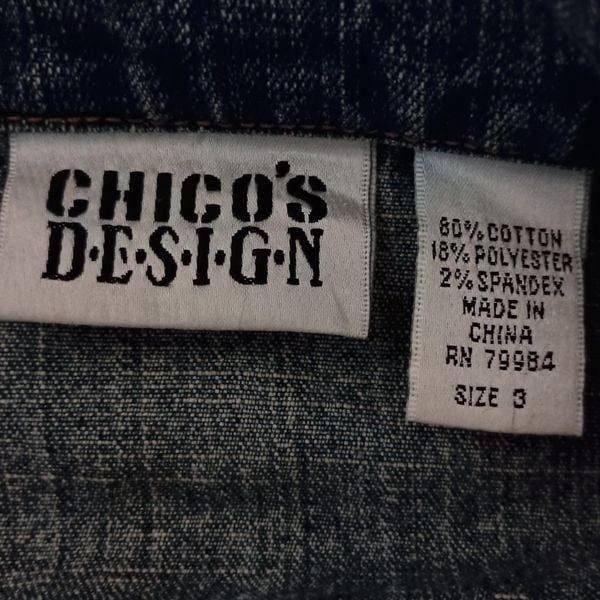 CHICO'S
D·E·S·I·G·N
80% COTTON
18% POLYESTER
2% SPANDEX
MADE IN
CHINA
RN 79984
SIZE 3